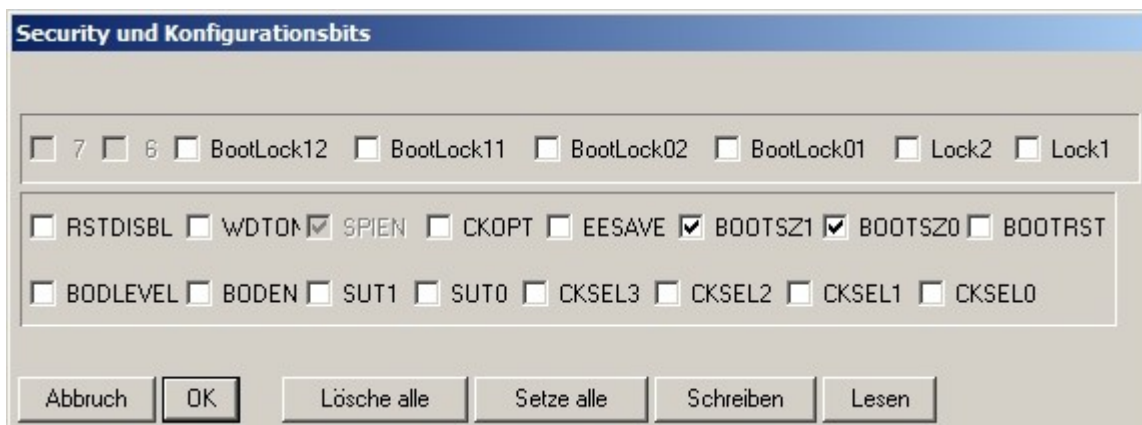 Security und Konfigurationsbits
7 6 BootLock12 BootLock11 BootLock02 BootLock01 Lock2 Lock1
RSTDISBL WDTON SPIEN CKOPT EESAVE BOOTSZ1 BOOTSZ0 BOOTRST
BODLEVEL BODEN SUT1 SUT0 CKSEL3 CKSEL2 CKSEL1 CKSEL0
Abbruch OK Lösche alle Setze alle Schreiben Lesen